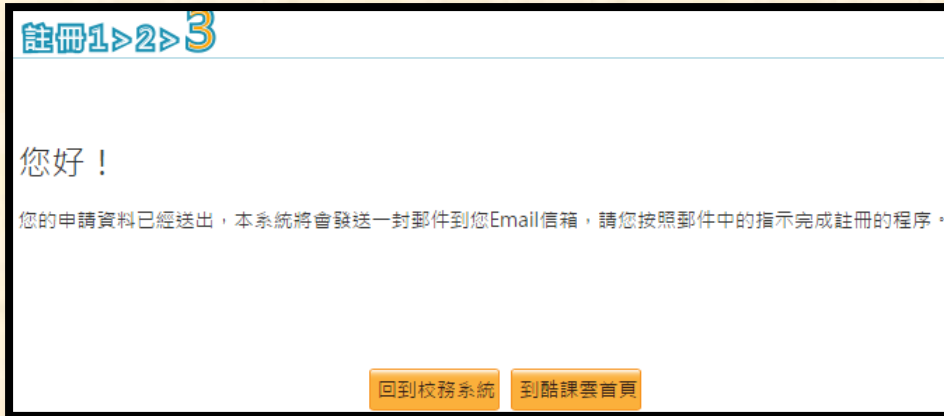 註冊1>2>3
您好！
您的申請資料已經送出，本系統將會發送一封郵件到您Email信箱，請您按照郵件中的指示完成註冊的程序。
回到校務系統 到酷課雲首頁